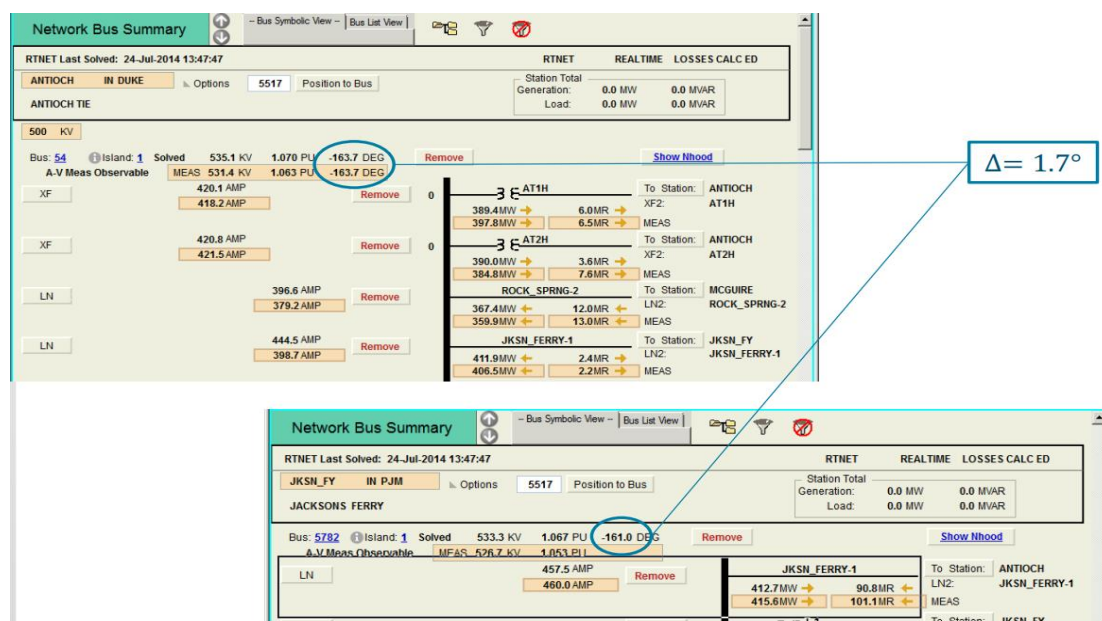 Network Bus Summary
-- Bus Symbolic View -- Bus List View
RTNET Last Solved: 24-Jul-2014 13:47:47 RTNET REALTIME LOSSES CALC ED
ANTIOCH IN DUKE Options 5517 Position to Bus
Station Total
Generation: 0.0 MW 0.0 MVAR
Load: 0.0 MW 0.0 MVAR
ANTIOCH TIE
500 KV
Bus: 54 Island: 1 Solved 535.1 KV 1.070 PU -163.7 DEG Remove Show Nhood
A-V Meas Observable MEAS 531.4 KV 1.063 PU -163.7 DEG
XF 420.1 AMP Remove 0 AT1H To Station: ANTIOCH
418.2 AMP 389.4MW 6.0MR XF2: AT1H
397.8MW 6.5MR MEAS
XF 420.8 AMP Remove 0 AT2H To Station: ANTIOCH
421.5 AMP 390.0MW 3.6MR XF2: AT2H
384.8MW 7.6MR MEAS
LN 396.6 AMP Remove ROCK_SPRNG-2 To Station: MCGUIRE
379.2 AMP 367.4MW 12.0MR LN2: ROCK_SPRNG-2
359.9MW 13.0MR MEAS
LN 444.5 AMP Remove JKSN_FERRY-1 To Station: JKSN_FY
398.7 AMP 411.9MW 2.4MR LN2: JKSN_FERRY-1
406.5MW 2.2MR MEAS
Δ= 1.7°
Network Bus Summary
-- Bus Symbolic View -- Bus List View
RTNET Last Solved: 24-Jul-2014 13:47:47 RTNET REALTIME LOSSES CALC ED
JKSN_FY IN PJM Options 5517 Position to Bus
Station Total
Generation: 0.0 MW 0.0 MVAR
Load: 0.0 MW 0.0 MVAR
JACKSONS FERRY
Bus: 5782 Island: 1 Solved 533.3 KV 1.067 PU -161.0 DEG Remove Show Nhood
A-V Meas Observable MEAS 526.7 KV 1.053 PU
LN 457.5 AMP Remove JKSN_FERRY-1 To Station: ANTIOCH
460.0 AMP 412.7MW 90.8MR LN2: JKSN_FERRY-1
415.6MW 101.1MR MEAS
To Station: JKSN_FY